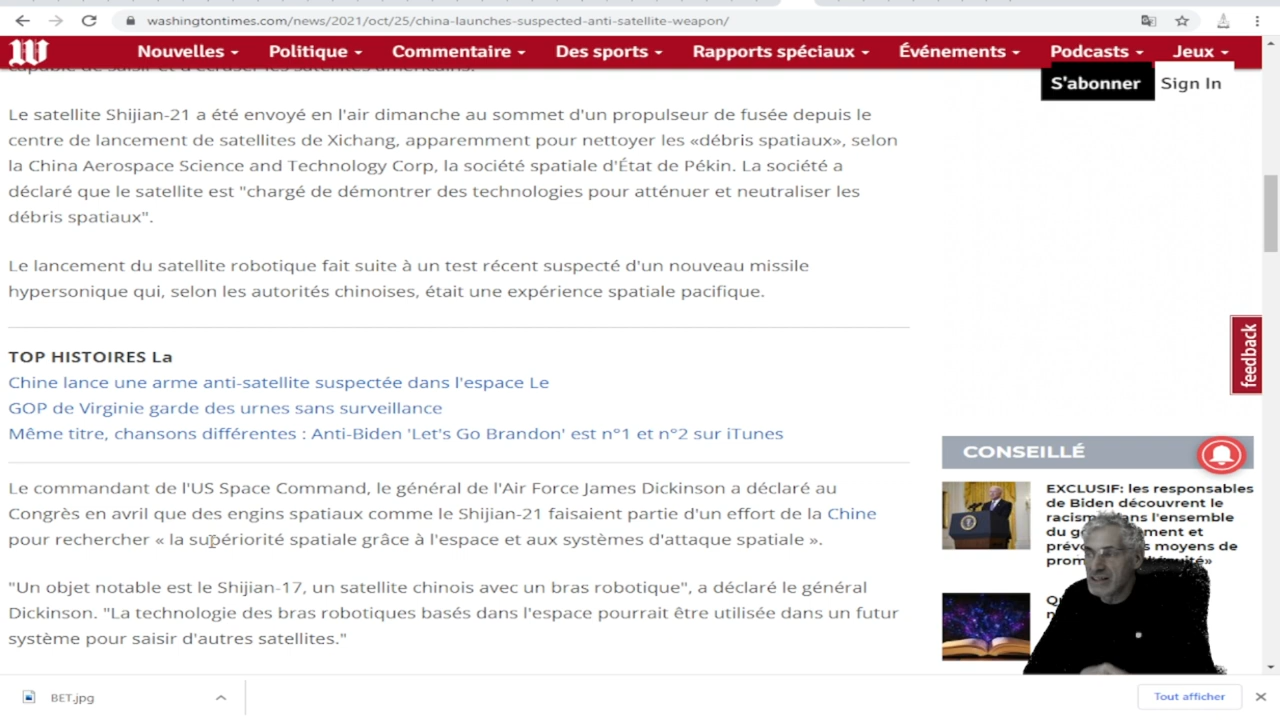 washingtontimes.com/news/2021/oct/25/china-launches-suspected-anti-satellite-weapon/
W Nouvelles Politique Commentaire Des sports Rapports spéciaux Événements Podcasts Jeux
capable de saisir et d'écraser les satellites américains.
S'abonner Sign In
Le satellite Shijian-21 a été envoyé en l'air dimanche au sommet d'un propulseur de fusée depuis le
centre de lancement de satellites de Xichang, apparemment pour nettoyer les «débris spatiaux», selon
la China Aerospace Science and Technology Corp, la société spatiale d'État de Pékin. La société a
déclaré que le satellite est "chargé de démontrer des technologies pour atténuer et neutraliser les
débris spatiaux".
Le lancement du satellite robotique fait suite à un test récent suspecté d'un nouveau missile
hypersonique qui, selon les autorités chinoises, était une expérience spatiale pacifique.
feedback
TOP HISTOIRES La
Chine lance une arme anti-satellite suspectée dans l'espace Le
GOP de Virginie garde des urnes sans surveillance
Même titre, chansons différentes : Anti-Biden 'Let's Go Brandon' est n°1 et n°2 sur iTunes
Le commandant de l'US Space Command, le général de l'Air Force James Dickinson a déclaré au
Congrès en avril que des engins spatiaux comme le Shijian-21 faisaient partie d'un effort de la Chine
pour rechercher « la supériorité spatiale grâce à l'espace et aux systèmes d'attaque spatiale ».
"Un objet notable est le Shijian-17, un satellite chinois avec un bras robotique", a déclaré le général
Dickinson. "La technologie des bras robotiques basés dans l'espace pourrait être utilisée dans un futur
système pour saisir d'autres satellites."
CONSEILLÉ
EXCLUSIF: les responsables
de Biden découvrent le
dans l'ensemble
du
moyens de
BET.jpg
Tout afficher